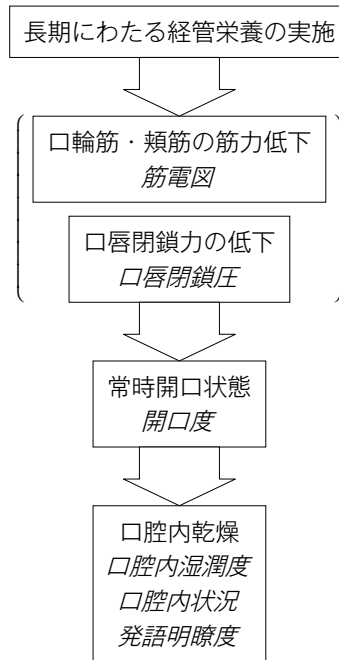 長期にわたる経管栄養の実施
口輪筋・頬筋の筋力低下
筋電図
口唇閉鎖力の低下
口唇閉鎖圧
常時開口状態
開口度
口腔内乾燥
口腔内湿潤度
口腔内状況
発語明瞭度